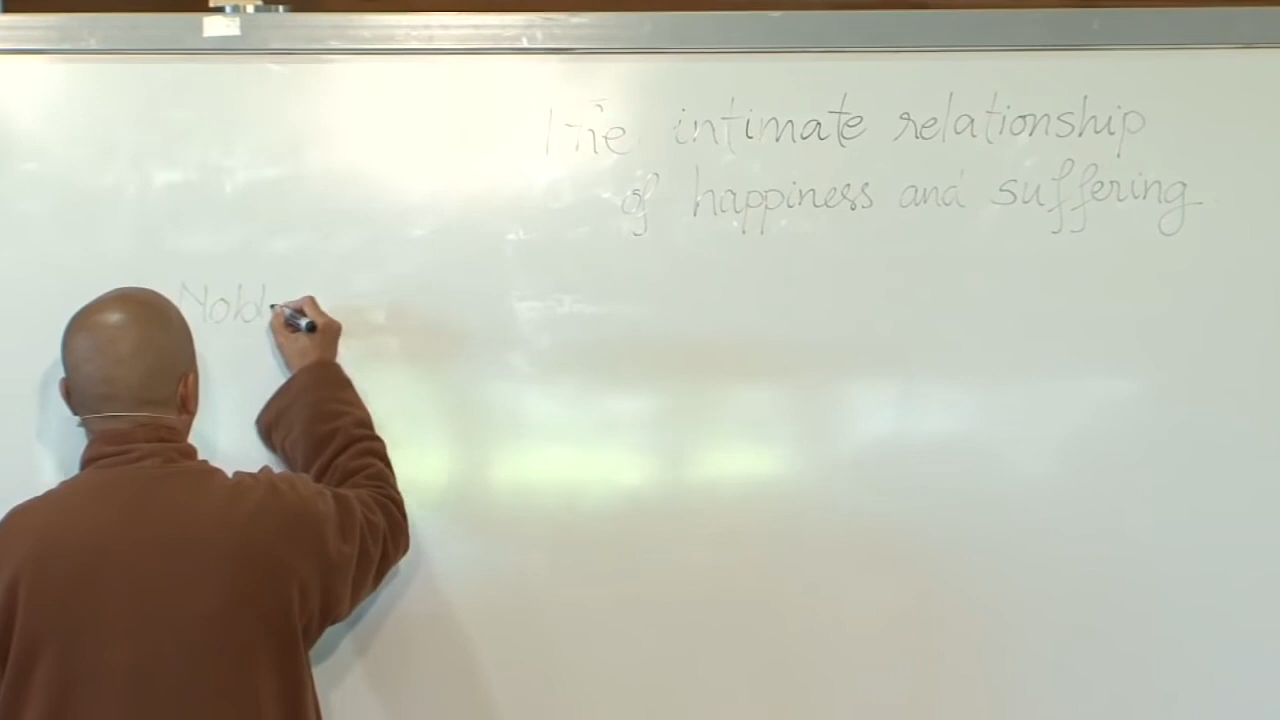 The intimate relationship
of happiness and suffering
Nobl